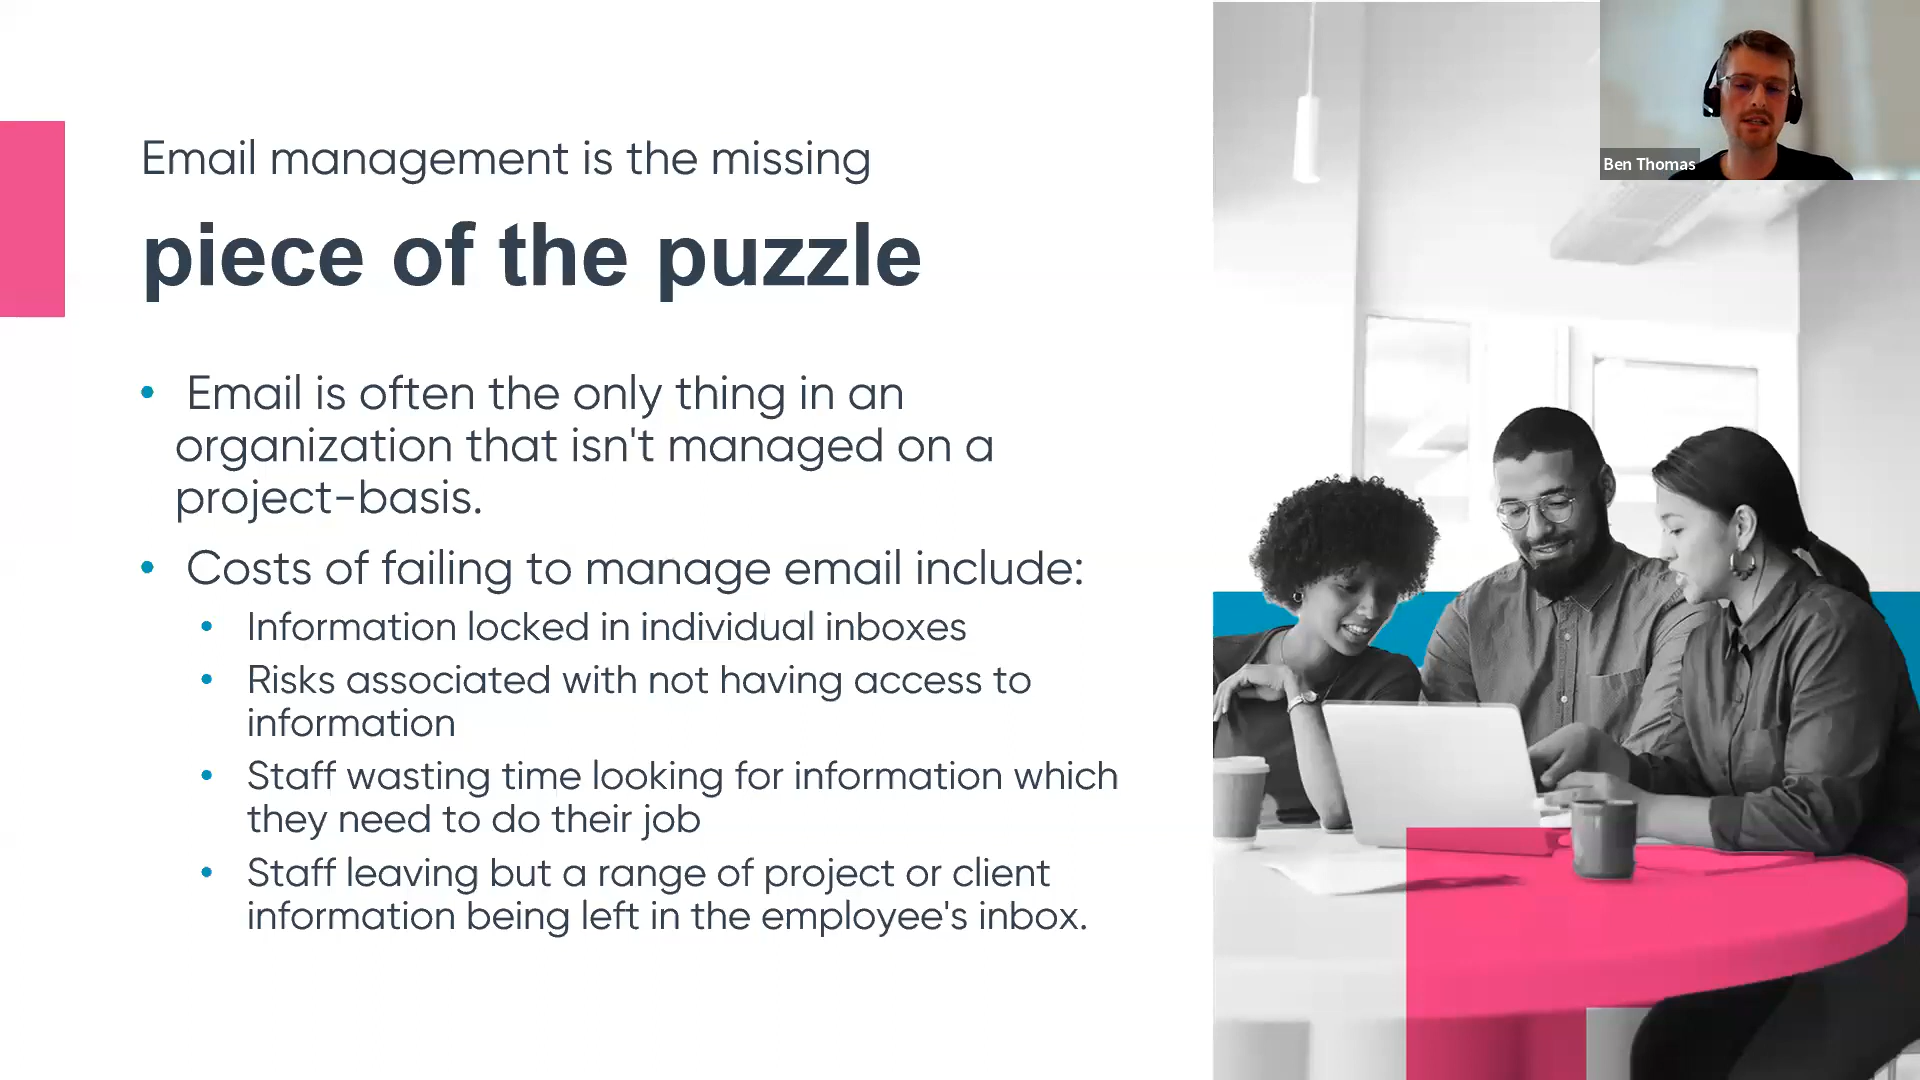 Email management is the missing
piece of the puzzle
• Email is often the only thing in an
organization that isn't managed on a
project-basis.
• Costs of failing to manage email include:
• Information locked in individual inboxes
• Risks associated with not having access to
information
• Staff wasting time looking for information which
they need to do their job
• Staff leaving but a range of project or client
information being left in the employee's inbox.
Ben Thomas